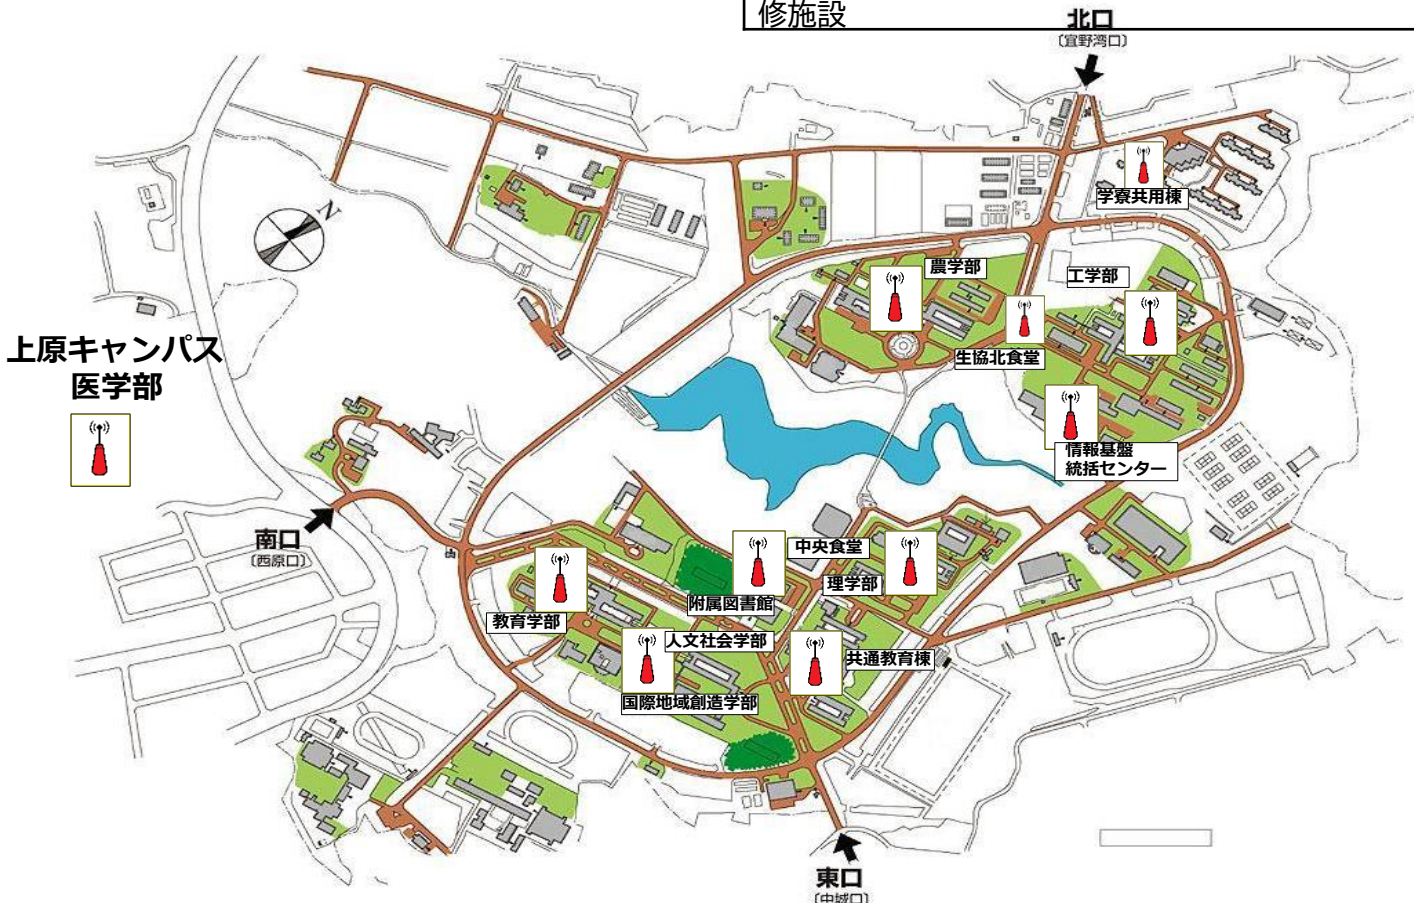 修施設
北口
(宜野湾口)
N
学寮共用棟
農学部
工学部
生協北食堂
上原キャンパス
医学部
情報基盤
統括センター
南口
(西原口)
中央食堂
理学部
附属図書館
教育学部
人文社会学部
共通教育棟
国際地域創造学部
東口
(中城口)